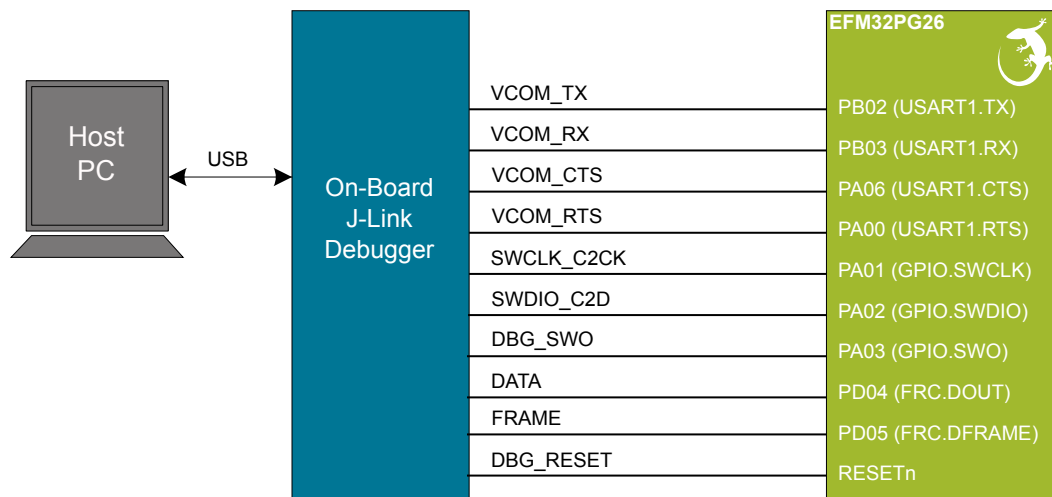 EFM32PG26
Host
PC
USB
On-Board
J-Link
Debugger
VCOM_TX
PB02 (USART1.TX)
VCOM_RX
PB03 (USART1.RX)
VCOM_CTS
PA06 (USART1.CTS)
VCOM_RTS
PA00 (USART1.RTS)
SWCLK_C2CK
PA01 (GPIO.SWCLK)
SWDIO_C2D
PA02 (GPIO.SWDIO)
DBG_SWO
PA03 (GPIO.SWO)
DATA
PD04 (FRC.DOUT)
FRAME
PD05 (FRC.DFRAME)
DBG_RESET
RESETn